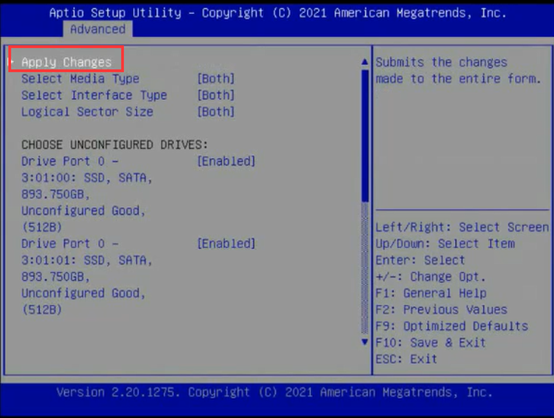 Aptio Setup Utility – Copyright (C) 2021 American Megatrends, Inc.
Advanced
Apply Changes
Select Media Type [Both]
Select Interface Type [Both]
Logical Sector Size [Both]
CHOOSE UNCONFIGURED DRIVES:
Drive Port 0 – [Enabled]
3:01:00: SSD, SATA,
893.750GB,
Unconfigured Good,
(512B)
Drive Port 0 – [Enabled]
3:01:01: SSD, SATA,
893.750GB,
Unconfigured Good,
(512B)
Submits the changes
made to the entire form.
Left/Right: Select Screen
Up/Down: Select Item
Enter: Select
+/-: Change Opt.
F1: General Help
F2: Previous Values
F9: Optimized Defaults
F10: Save & Exit
ESC: Exit
Version 2.20.1275. Copyright (C) 2021 American Megatrends, Inc.